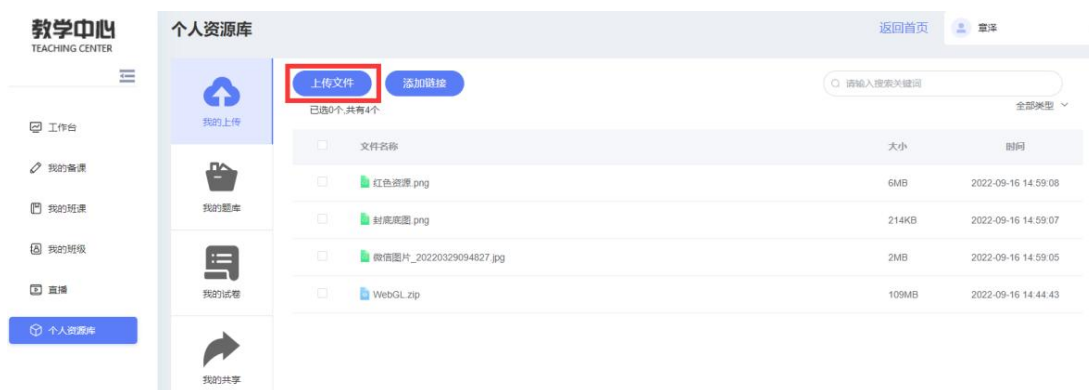 教学中心
TEACHING CENTER
工作台
我的备课
我的班课
我的班级
直播
个人资源库
个人资源库
返回首页
章泽
我的上传
我的题库
我的试卷
我的共享
上传文件 添加链接
请输入搜索关键词
已选0个,共有4个
全部类型
文件名称 大小 时间
红色资源.png 6MB 2022-09-16 14:59:08
封底底图.png 214KB 2022-09-16 14:59:07
微信图片_20220329094827.jpg 2MB 2022-09-16 14:59:05
WebGL.zip 109MB 2022-09-16 14:44:43